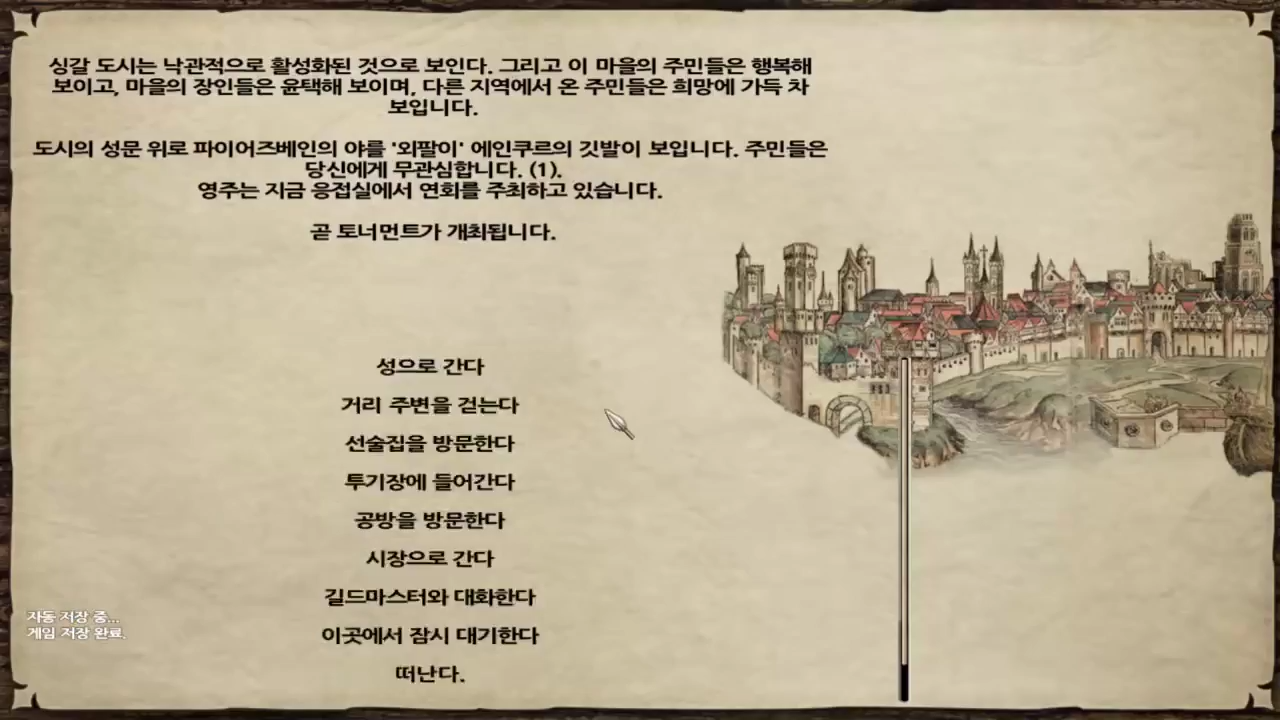 싱갈 도시는 낙관적으로 활성화된 것으로 보인다. 그리고 이 마을의 주민들은 행복해
보이고, 마을의 장인들은 윤택해 보이며, 다른 지역에서 온 주민들은 희망에 가득 차
보입니다.
도시의 성문 위로 파이어즈베인의 야를 '외팔이' 에인쿠르의 깃발이 보입니다. 주민들은
당신에게 무관심합니다. (1).
영주는 지금 응접실에서 연회를 주최하고 있습니다.
곧 토너먼트가 개최됩니다.
성으로 간다
거리 주변을 걷는다
선술집을 방문한다
투기장에 들어간다
공방을 방문한다
시장으로 간다
길드마스터와 대화한다
이곳에서 잠시 대기한다
떠난다.
자동 저장 중...
게임 저장 완료.